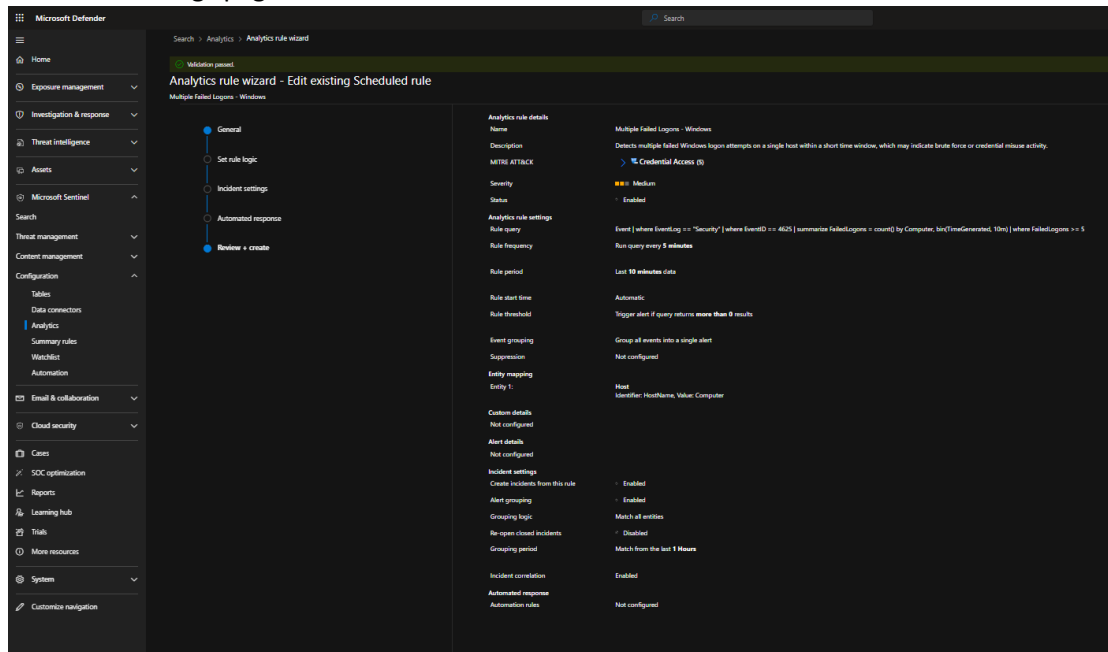 Microsoft Defender
Search
Search > Analytics > Analytics rule wizard
Home
Validation passed.
Analytics rule wizard - Edit existing Scheduled rule
Multiple Failed Logons - Windows
Exposure management
Investigation & response
Threat intelligence
Assets
Microsoft Sentinel
Search
Threat management
Content management
Configuration
Tables
Data connectors
Analytics
Summary rules
Watchlist
Automation
Email & collaboration
Cloud security
Cases
SOC optimization
Reports
Learning hub
Trials
More resources
System
Customize navigation
General
Set rule logic
Incident settings
Automated response
Review + create
Analytics rule details
Name Multiple Failed Logons - Windows
Description Detects multiple failed Windows logon attempts on a single host within a short time window, which may indicate brute force or credential misuse activity.
MITRE ATT&CK > Credential Access (5)
Severity Medium
Status Enabled
Analytics rule settings
Rule query Event | where EventLog == "Security" | where EventID == 4625 | summarize FailedLogons = count() by Computer, bin(TimeGenerated, 10m) | where FailedLogons >= 5
Rule frequency Run query every 5 minutes
Rule period Last 10 minutes data
Rule start time Automatic
Rule threshold Trigger alert if query returns more than 0 results
Event grouping Group all events into a single alert
Suppression Not configured
Entity mapping
Entity 1: Host
Identifier: HostName, Value: Computer
Custom details
Not configured
Alert details
Not configured
Incident settings
Create incidents from this rule Enabled
Alert grouping Enabled
Grouping logic Match all entities
Re-open closed incidents Disabled
Grouping period Match from the last 1 Hours
Incident correlation Enabled
Automated response
Automation rules Not configured